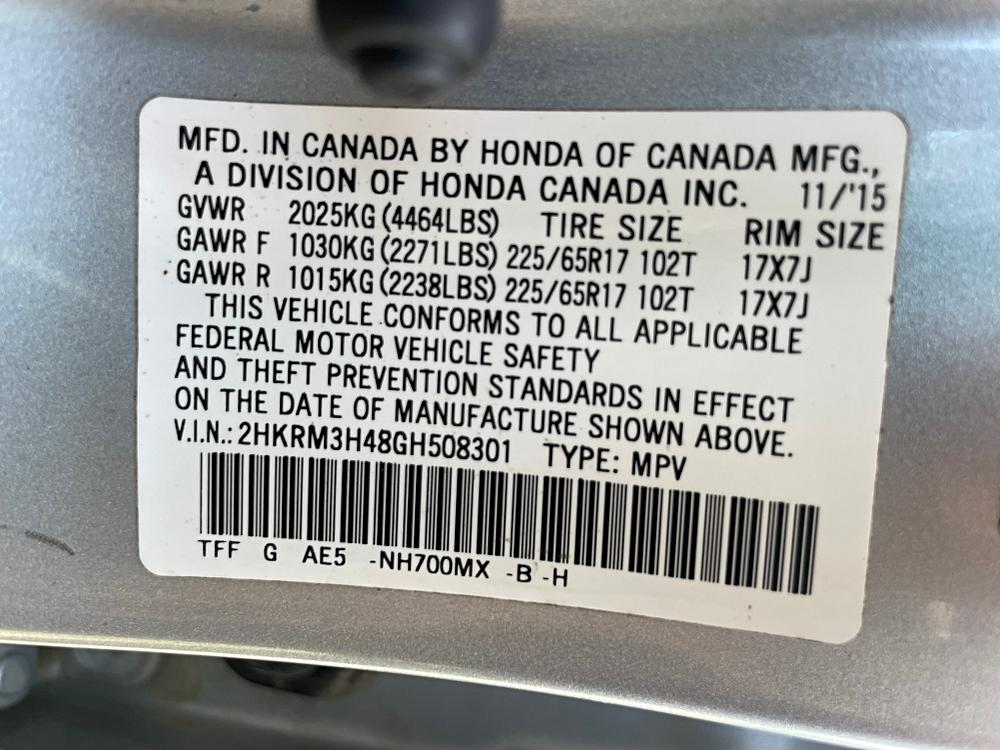 MFD. IN CANADA BY HONDA OF CANADA MFG.,
A DIVISION OF HONDA CANADA INC. 11/'15
GVWR 2025KG (4464LBS) TIRE SIZE RIM SIZE
GAWR F 1030KG (2271LBS) 225/65R17 102T 17X7J
GAWR R 1015KG (2238LBS) 225/65R17 102T 17X7J
THIS VEHICLE CONFORMS TO ALL APPLICABLE
FEDERAL MOTOR VEHICLE SAFETY
AND THEFT PREVENTION STANDARDS IN EFFECT
ON THE DATE OF MANUFACTURE SHOWN ABOVE.
V.I.N.: 2HKRM3H48GH508301 TYPE: MPV
TFF G AE5 -NH700MX -B -H